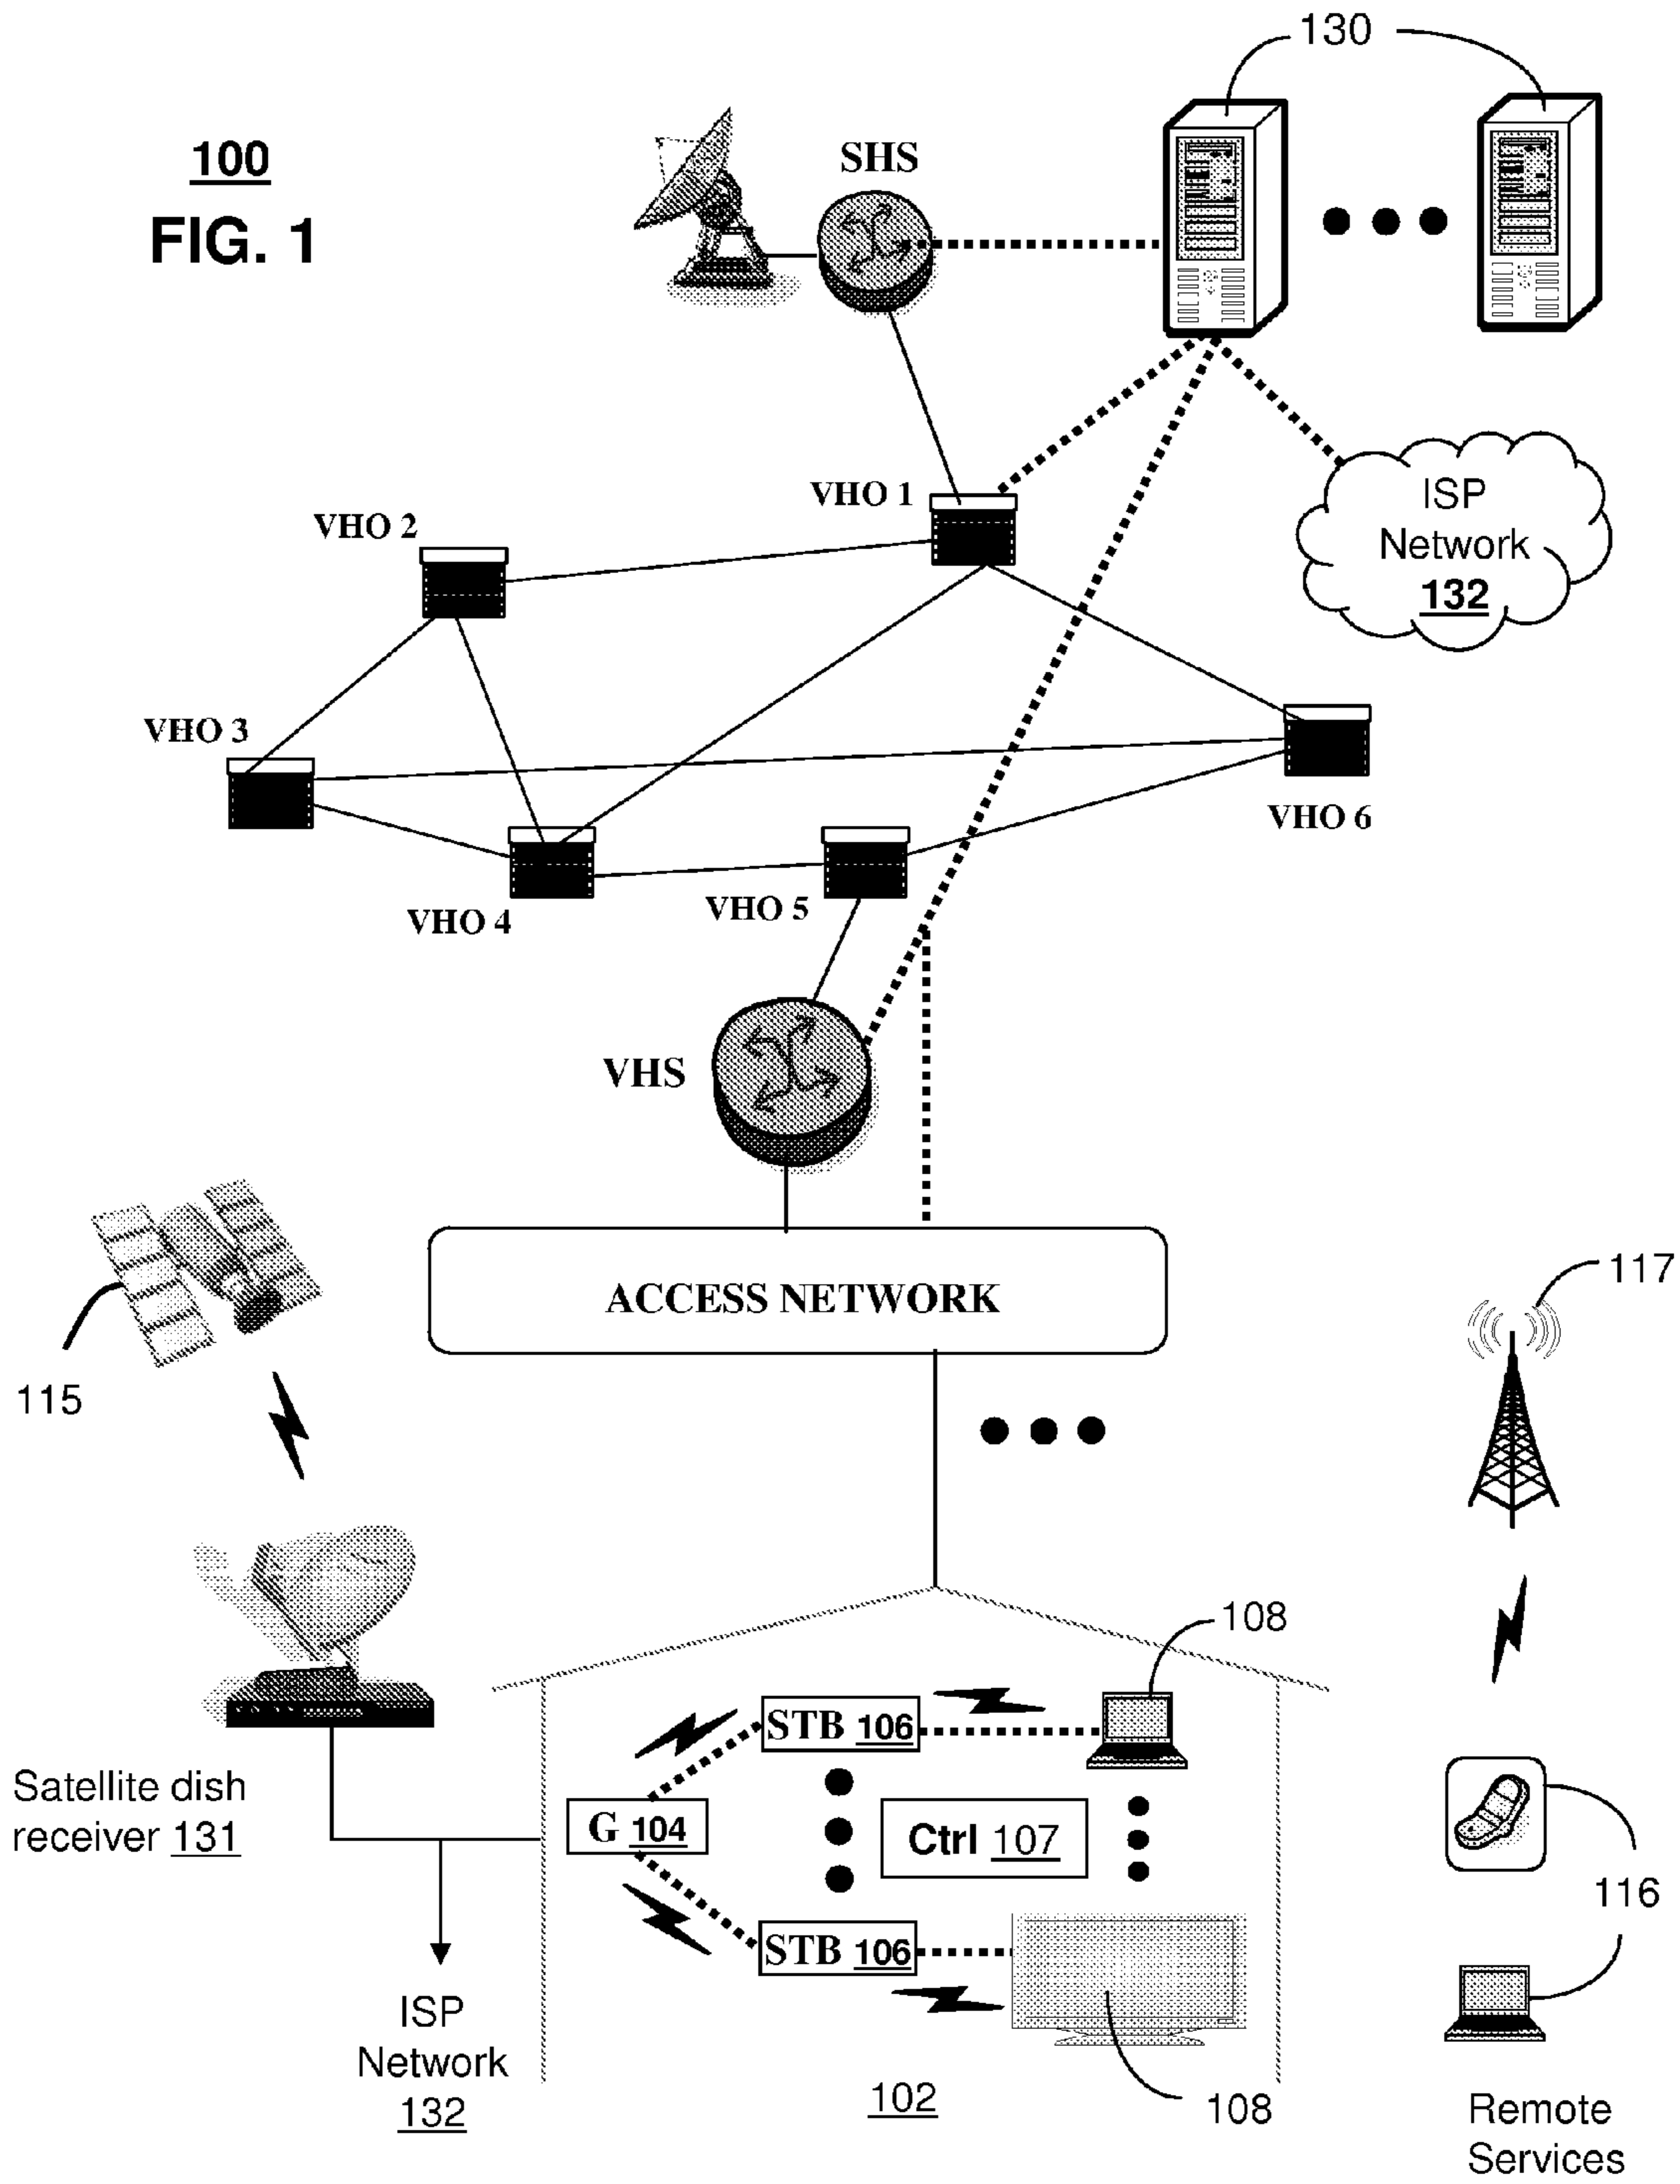 130
100
FIG. 1
SHS
VHO 1
ISP
Network
132
VHO 2
VHO 3
VHO 6
VHO 4
VHO 5
VHS
ACCESS NETWORK
117
115
108
STB 106
Satellite dish
receiver 131
G 104
Ctrl 107
116
STB 106
ISP
Network
132
102
108
Remote
Services